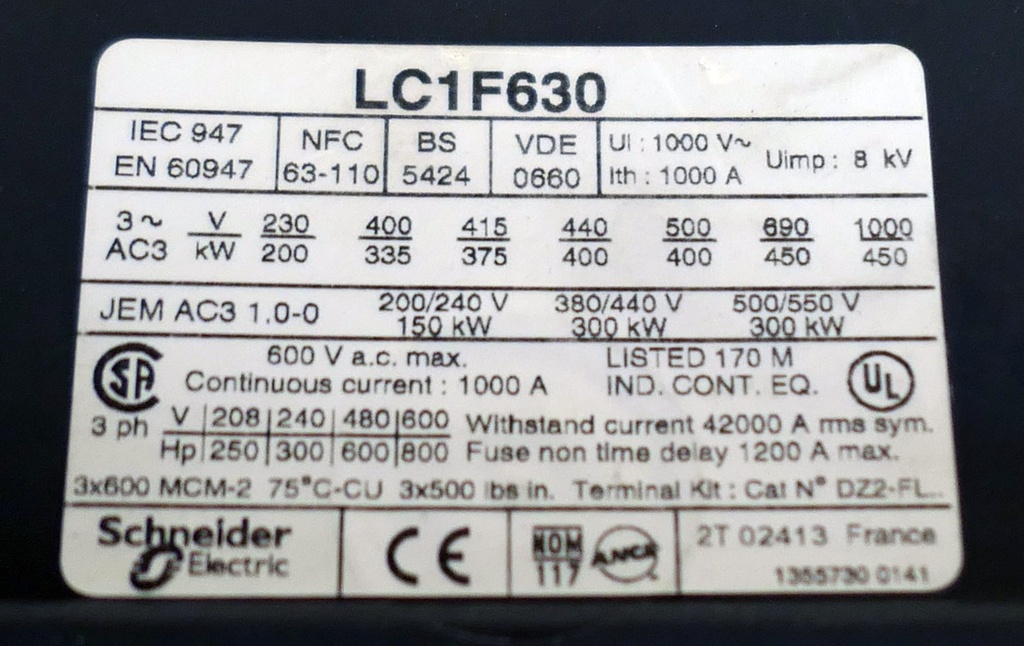 LC1F630
IEC 947
EN 60947
NFC
63-110
BS
5424
VDE
0660
Ui : 1000 V~
Ith : 1000 A
Uimp : 8 kV
3 ~ V 230 400 415 440 500 690 1000
AC3 kW 200 335 375 400 400 450 450
JEM AC3 1.0-0
200/240 V 380/440 V 500/550 V
150 kW 300 kW 300 kW
SA
600 V a.c. max.
Continuous current : 1000 A
LISTED 170 M
IND. CONT. EQ.
UL
3 ph
V 208 240 480 600
Hp 250 300 600 800
Withstand current 42000 A rms sym.
Fuse non time delay 1200 A max.
3x600 MCM-2 75°C-CU 3x500 lbs in. Terminal Kit : Cat N° DZ2-FL..
Schneider
Electric
CE
NOM
117
ANCE
2T 02413 France
1355730 0141